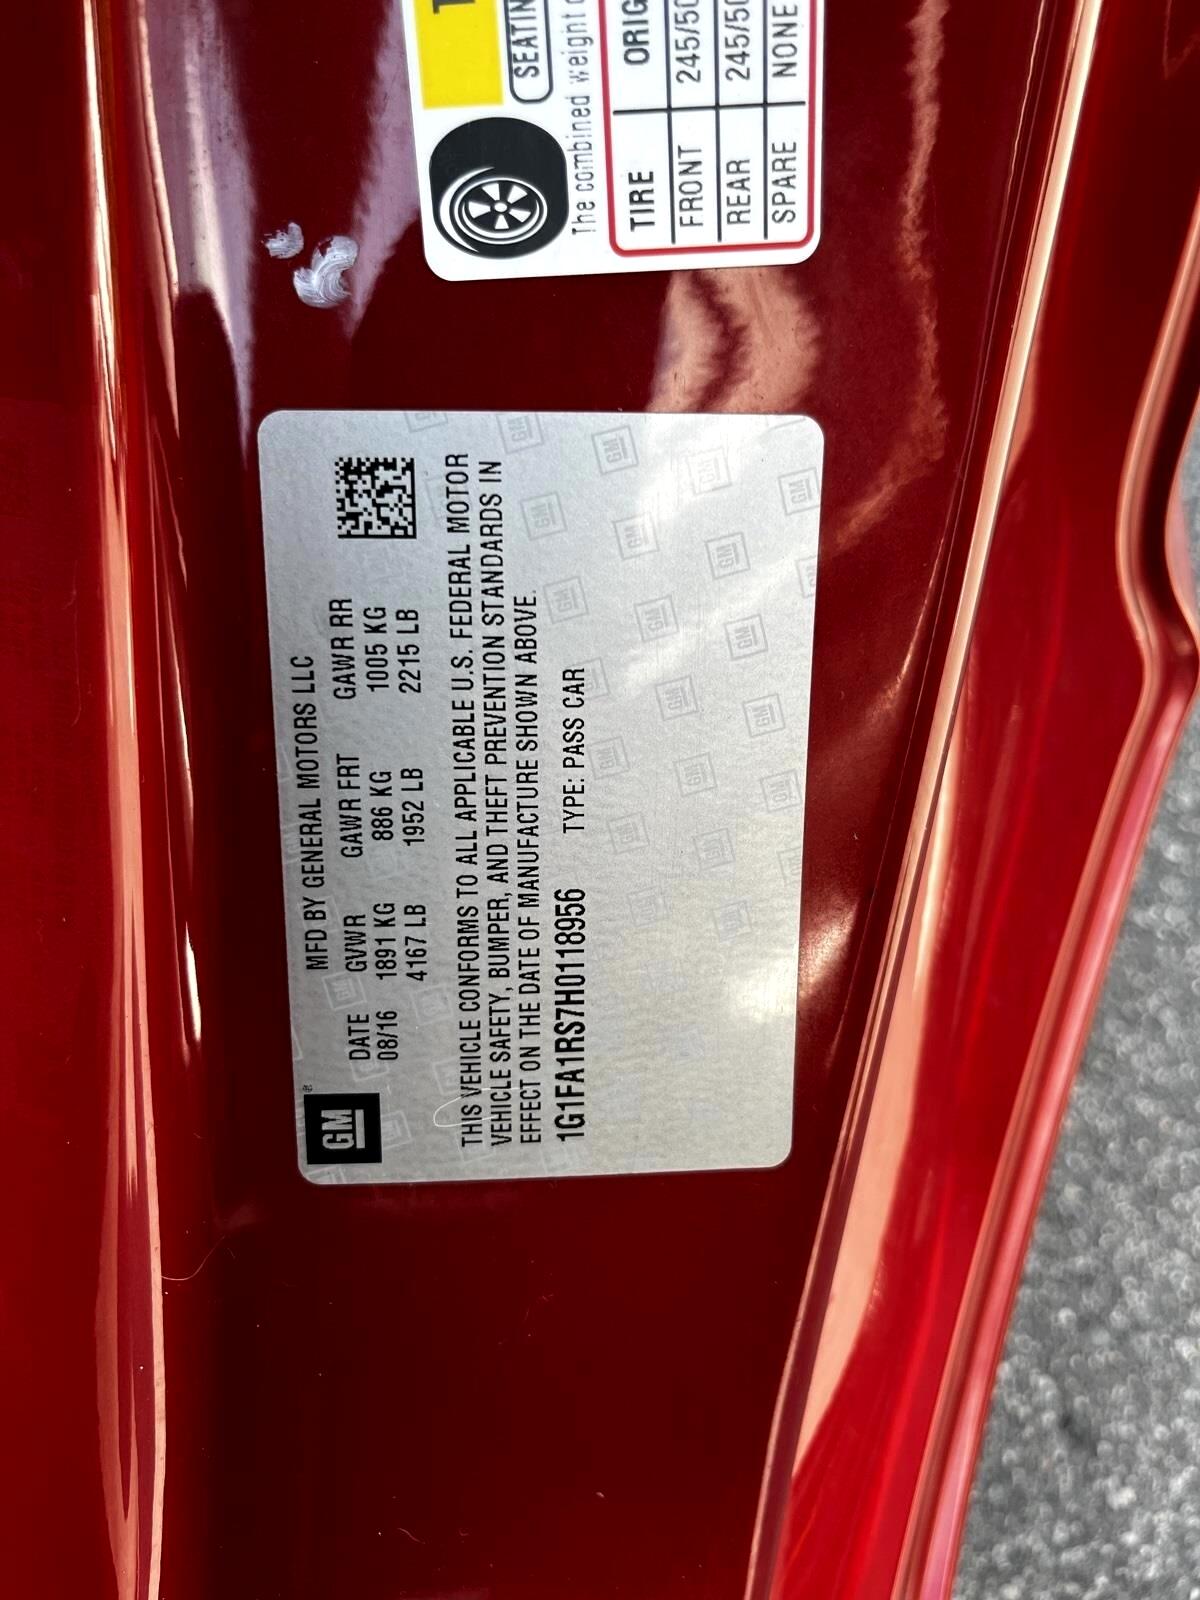 GM
®
MFD BY GENERAL MOTORS LLC
DATE GVWR GAWR FRT GAWR RR
08/16 1891 KG 886 KG 1005 KG
4167 LB 1952 LB 2215 LB
THIS VEHICLE CONFORMS TO ALL APPLICABLE U.S. FEDERAL MOTOR
VEHICLE SAFETY, BUMPER, AND THEFT PREVENTION STANDARDS IN
EFFECT ON THE DATE OF MANUFACTURE SHOWN ABOVE.
1G1FA1RS7H0118956 TYPE: PASS CAR
T
SEATIN
The combined weight
TIRE ORIG
FRONT 245/50
REAR 245/50
SPARE NONE